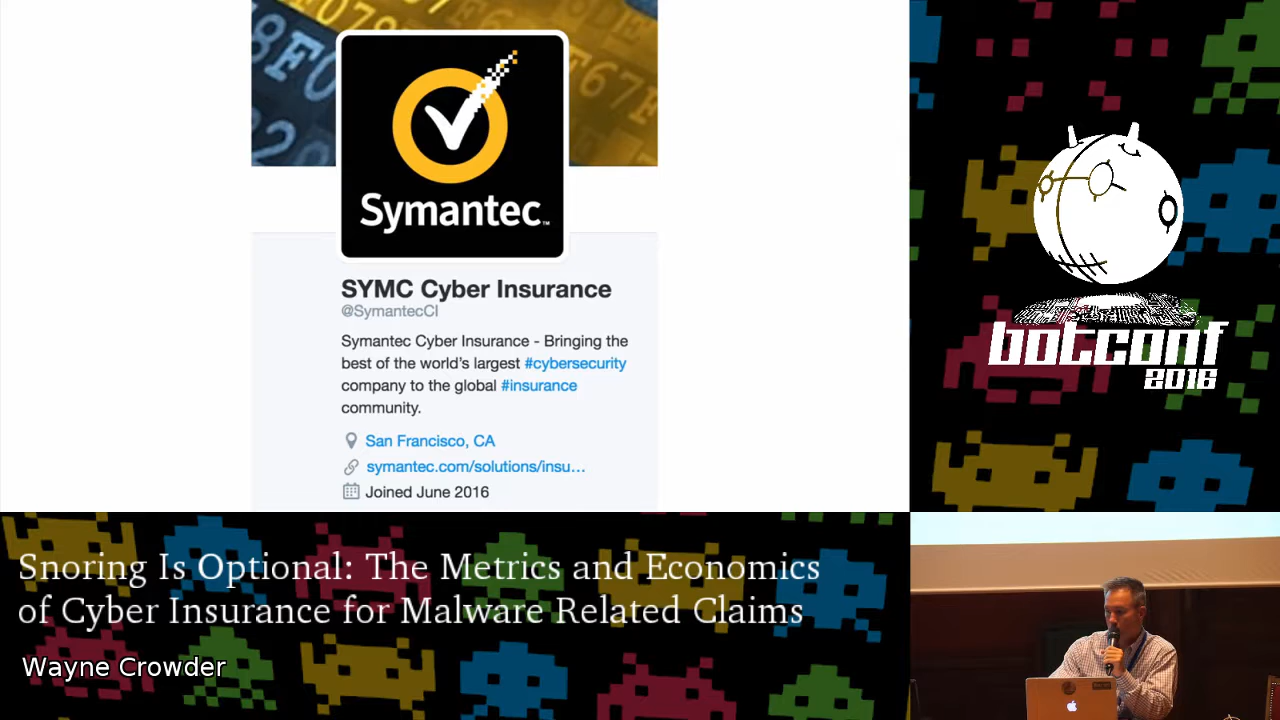 Symantec™
SYMC Cyber Insurance
@SymantecCI
Symantec Cyber Insurance - Bringing the
best of the world's largest #cybersecurity
company to the global #insurance
community.
San Francisco, CA
symantec.com/solutions/insu…
Joined June 2016
botconf
2016
Snoring Is Optional: The Metrics and Economics
of Cyber Insurance for Malware Related Claims
Wayne Crowder